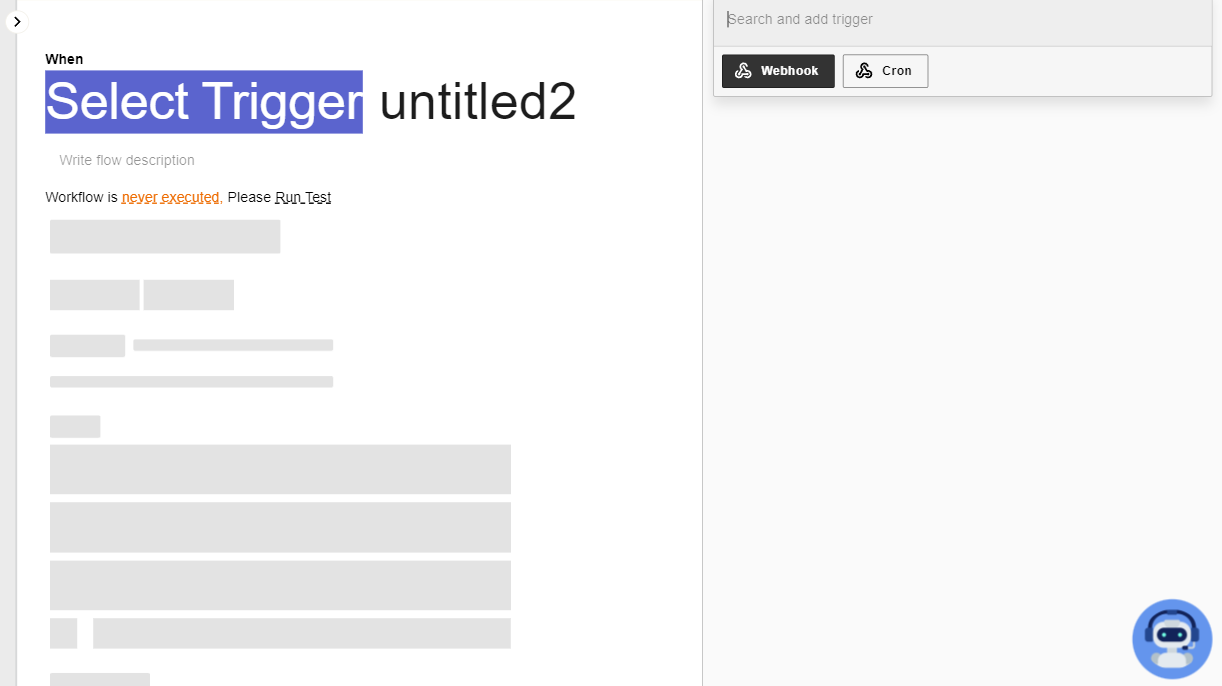 When
Select Trigger untitled2
Write flow description
Workflow is never executed, Please Run Test
Search and add trigger
Webhook
Cron